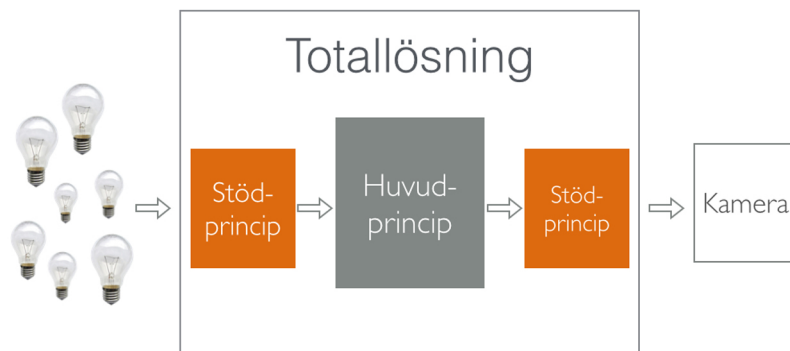 Totallösning
Stöd-
princip
Huvud-
princip
Stöd-
princip
Kamera